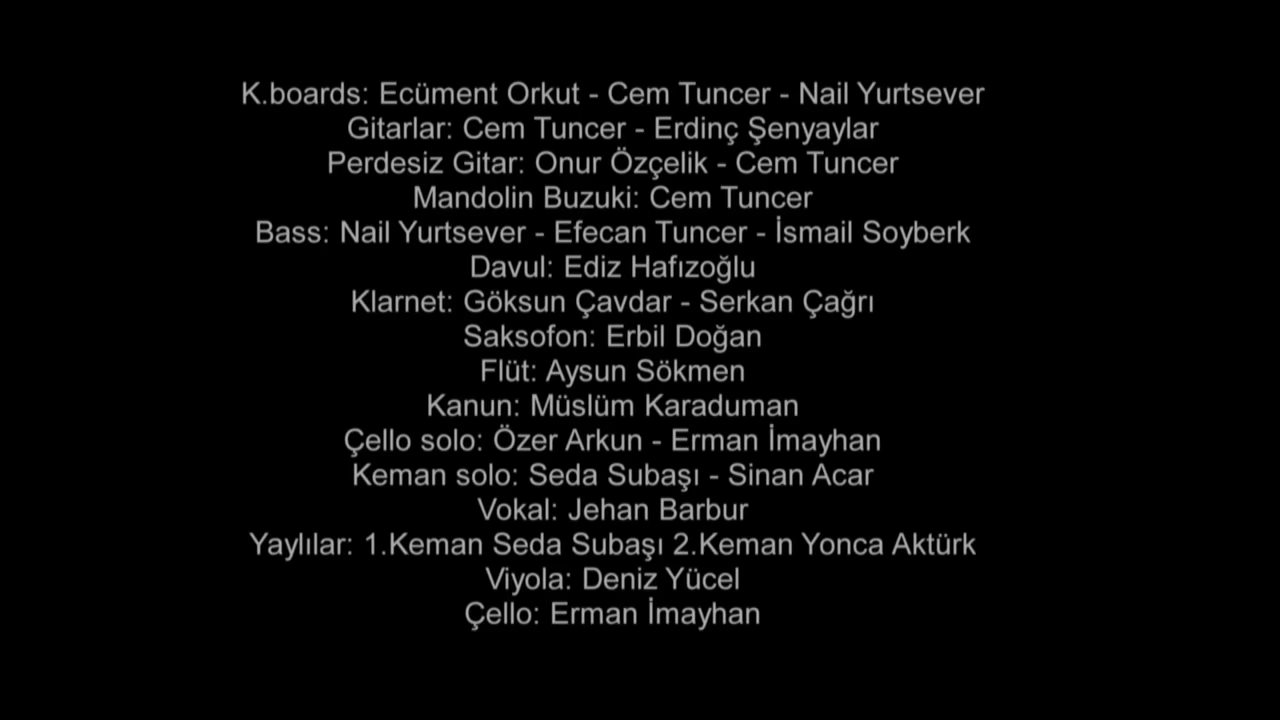 K.boards: Ecüment Orkut - Cem Tuncer - Nail Yurtsever
Gitarlar: Cem Tuncer - Erdinç Şenyaylar
Perdesiz Gitar: Onur Özçelik - Cem Tuncer
Mandolin Buzuki: Cem Tuncer
Bass: Nail Yurtsever - Efecan Tuncer - İsmail Soyberk
Davul: Ediz Hafızoğlu
Klarnet: Göksun Çavdar - Serkan Çağrı
Saksofon: Erbil Doğan
Flüt: Aysun Sökmen
Kanun: Müslüm Karaduman
Çello solo: Özer Arkun - Erman İmayhan
Keman solo: Seda Subaşı - Sinan Acar
Vokal: Jehan Barbur
Yaylılar: 1.Keman Seda Subaşı 2.Keman Yonca Aktürk
Viyola: Deniz Yücel
Çello: Erman İmayhan